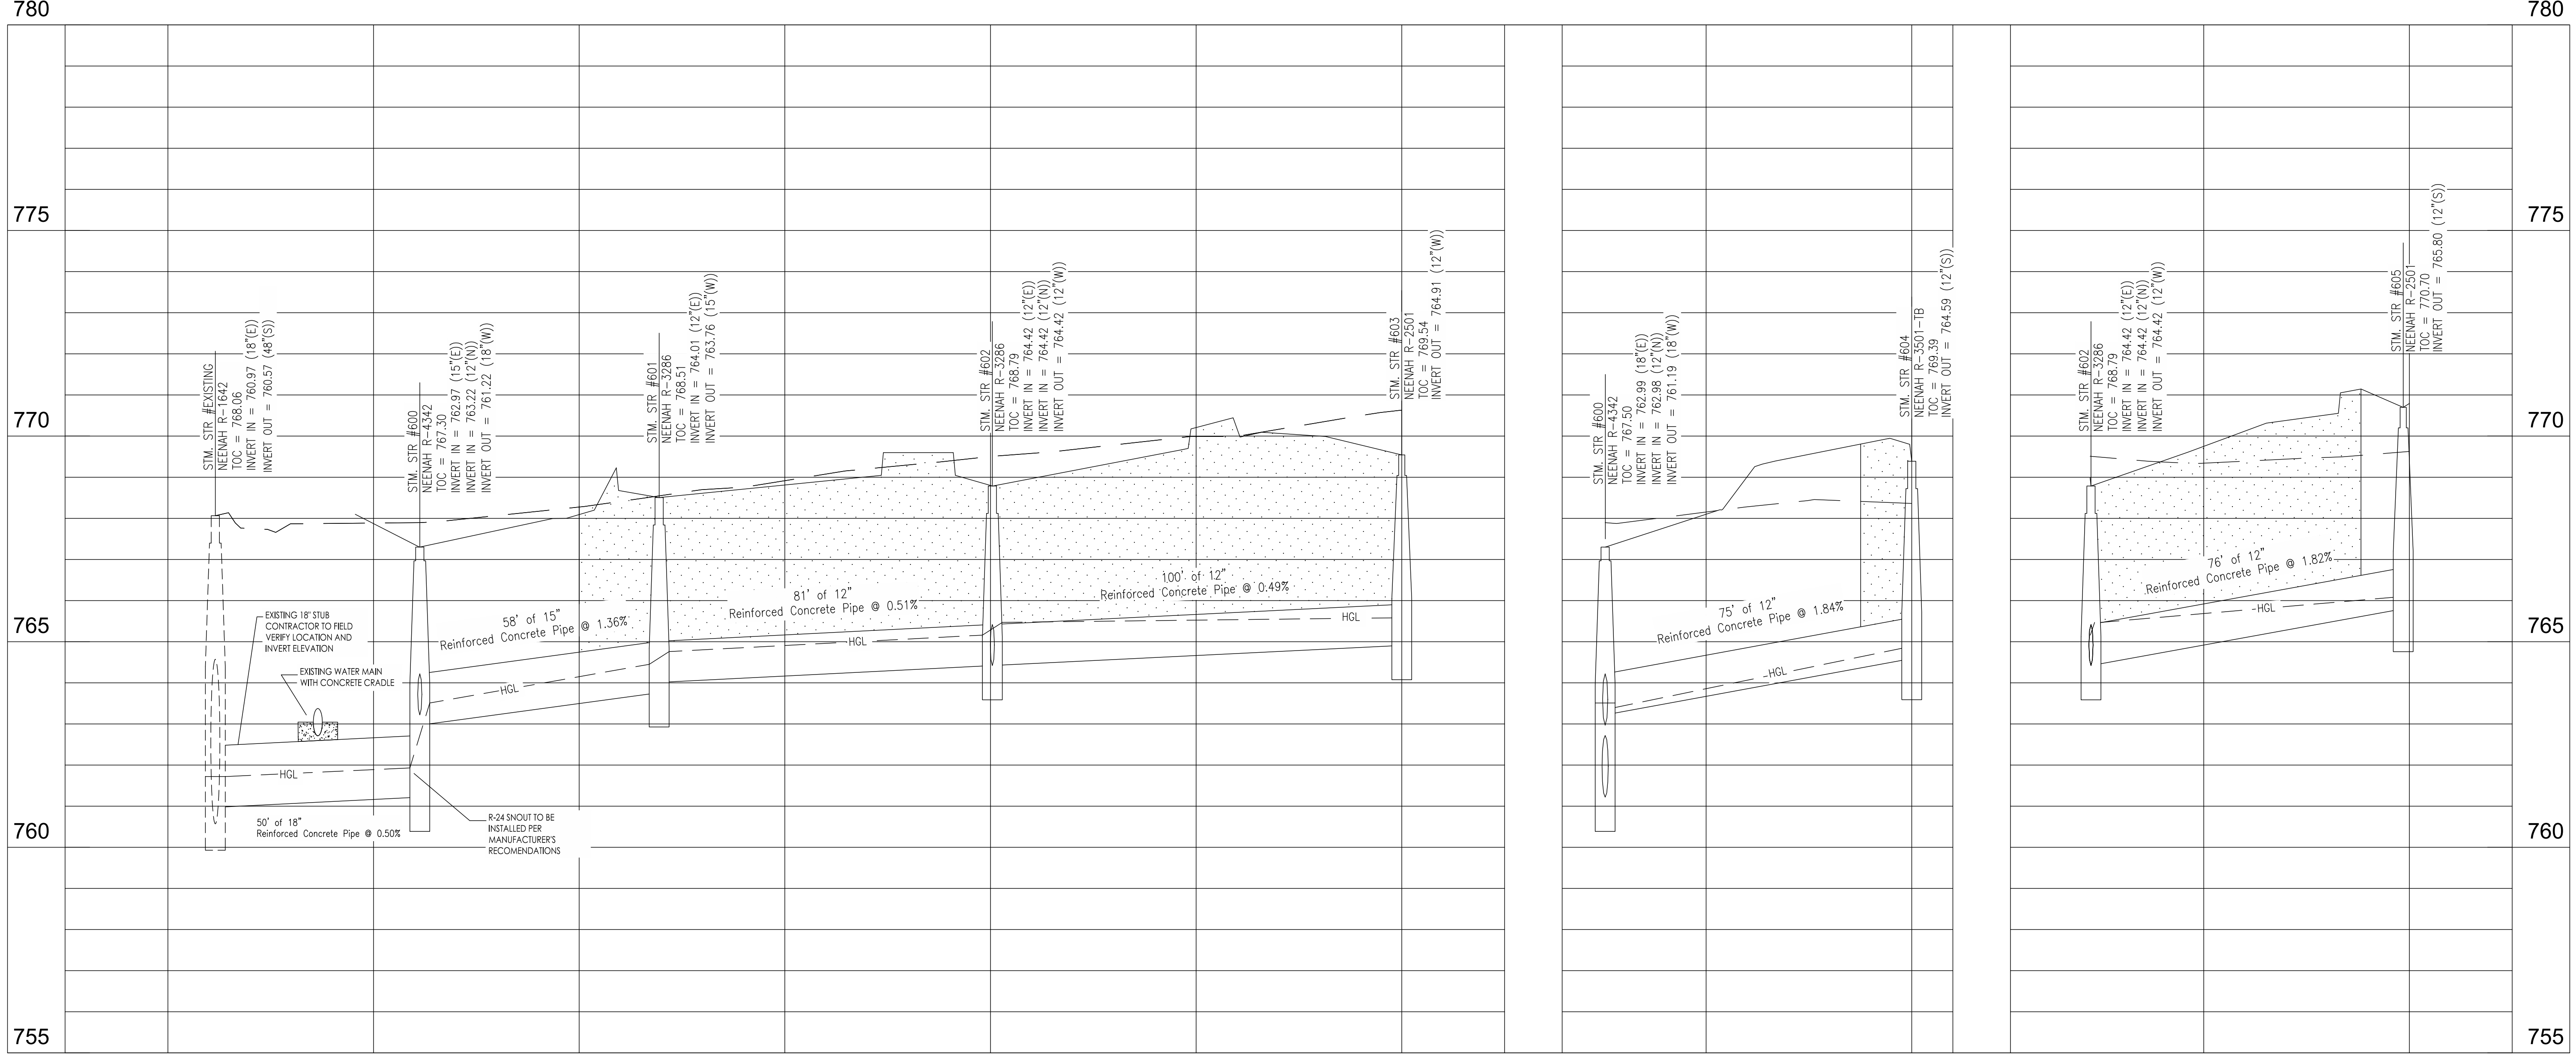 780
780
775
775
770
770
765
765
760
760
755
755
STM. STR #EXISTING
NEENAH R-1642
TOC = 768.06
INVERT IN = 760.97 (18"(E))
INVERT OUT = 760.57 (48"(S))
STM. STR #600
NEENAH R-4342
TOC = 767.30
INVERT IN = 762.97 (15"(E))
INVERT IN = 763.22 (12"(N))
INVERT OUT = 761.22 (18"(W))
STM. STR #601
NEENAH R-3286
TOC = 768.51
INVERT IN = 764.01 (12"(E))
INVERT OUT = 763.76 (15"(W))
STM. STR #602
NEENAH R-3286
TOC = 768.79
INVERT IN = 764.42 (12"(E))
INVERT IN = 764.42 (12"(N))
INVERT OUT = 764.42 (12"(W))
STM. STR #603
NEENAH R-2501
TOC = 769.54
INVERT OUT = 764.91 (12"(W))
STM. STR #600
NEENAH R-4342
TOC = 767.50
INVERT IN = 762.99 (18"(E))
INVERT IN = 762.98 (12"(N))
INVERT OUT = 761.19 (18"(W))
STM. STR #604
NEENAH R-3501-TB
TOC = 769.39
INVERT OUT = 764.59 (12"(S))
STM. STR #602
NEENAH R-3286
TOC = 768.79
INVERT IN = 764.42 (12"(E))
INVERT IN = 764.42 (12"(N))
INVERT OUT = 764.42 (12"(W))
STM. STR #605
NEENAH R-2501
TOC = 770.70
INVERT OUT = 765.80 (12"(S))
EXISTING 18" STUB
CONTRACTOR TO FIELD
VERIFY LOCATION AND
INVERT ELEVATION
EXISTING WATER MAIN
WITH CONCRETE CRADLE
HGL
50' of 18"
Reinforced Concrete Pipe @ 0.50%
R-24 SNOUT TO BE
INSTALLED PER
MANUFACTURER'S
RECOMENDATIONS
58' of 15"
Reinforced Concrete Pipe @ 1.36%
HGL
81' of 12"
Reinforced Concrete Pipe @ 0.51%
HGL
100' of 12"
Reinforced Concrete Pipe @ 0.49%
HGL
75' of 12"
Reinforced Concrete Pipe @ 1.84%
HGL
76' of 12"
Reinforced Concrete Pipe @ 1.82%
HGL